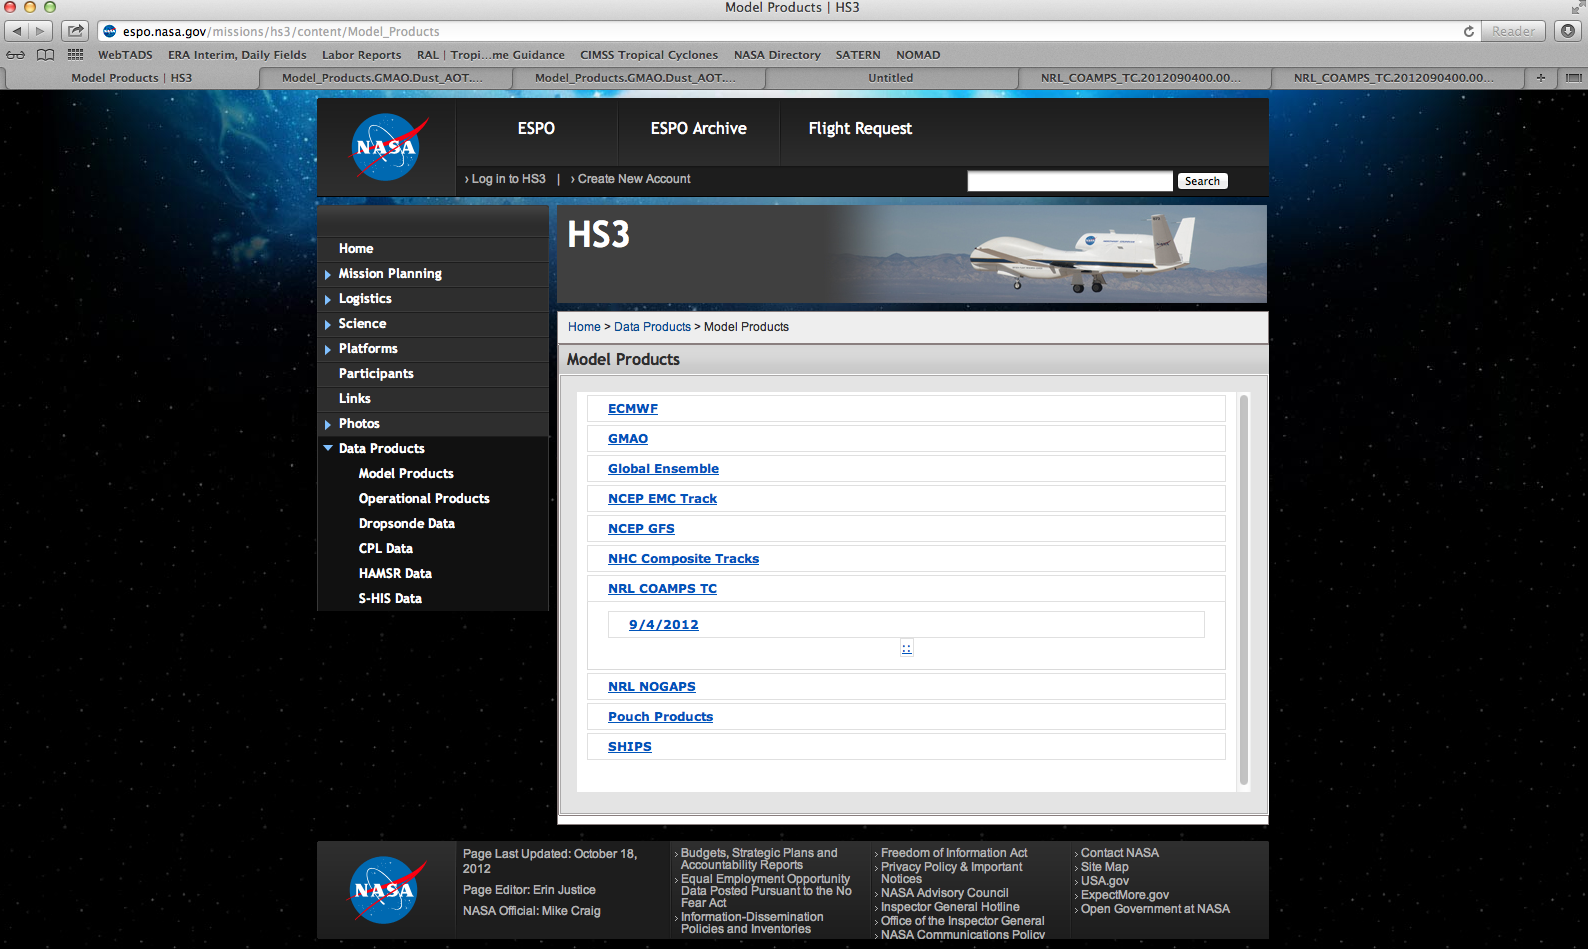 Model Products | HS3
espo.nasa.gov/missions/hs3/content/Model_Products
Reader
WebTADS ERA Interim, Daily Fields Labor Reports RAL | Tropi...me Guidance CIMSS Tropical Cyclones NASA Directory SATERN NOMAD
Model Products | HS3 Model_Products.GMAO.Dust_AOT.... Model_Products.GMAO.Dust_AOT.... Untitled NRL_COAMPS_TC.2012090400.00... NRL_COAMPS_TC.2012090400.00... +
NASA
ESPO ESPO Archive Flight Request
› Log in to HS3 | › Create New Account
Search
HS3
Home
Mission Planning
Logistics
Science
Platforms
Participants
Links
Photos
Data Products
Model Products
Operational Products
Dropsonde Data
CPL Data
HAMSR Data
S-HIS Data
Home > Data Products > Model Products
Model Products
ECMWF
GMAO
Global Ensemble
NCEP EMC Track
NCEP GFS
NHC Composite Tracks
NRL COAMPS TC
9/4/2012
::
NRL NOGAPS
Pouch Products
SHIPS
NASA
Page Last Updated: October 18,
2012
Page Editor: Erin Justice
NASA Official: Mike Craig
› Budgets, Strategic Plans and
Accountability Reports
› Equal Employment Opportunity
Data Posted Pursuant to the No
Fear Act
› Information-Dissemination
Policies and Inventories
› Freedom of Information Act
› Privacy Policy & Important
Notices
› NASA Advisory Council
› Inspector General Hotline
› Office of the Inspector General
› NASA Communications Policy
› Contact NASA
› Site Map
› USA.gov
› ExpectMore.gov
› Open Government at NASA